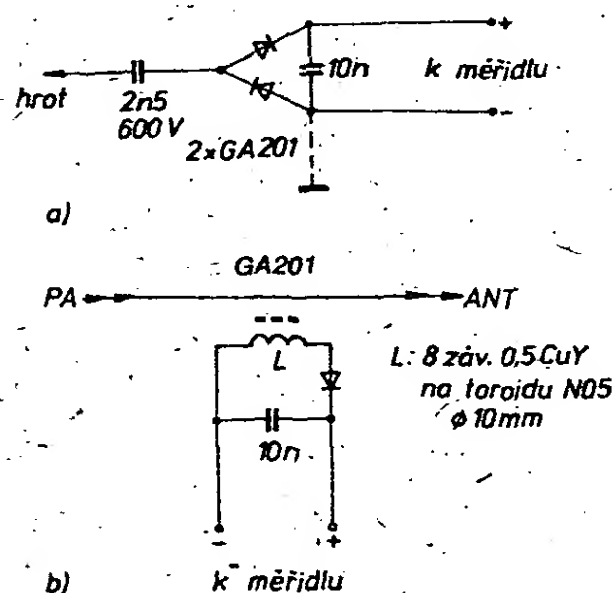 +
hrot
2n5
600 V
10n
k měřidlu
-
2xGA201
a)
GA201
PA
ANT
L
L: 8 záv. 0,5 CuY
na toroidu N05
ϕ 10mm
10n
-
+
b)
k měřidlu